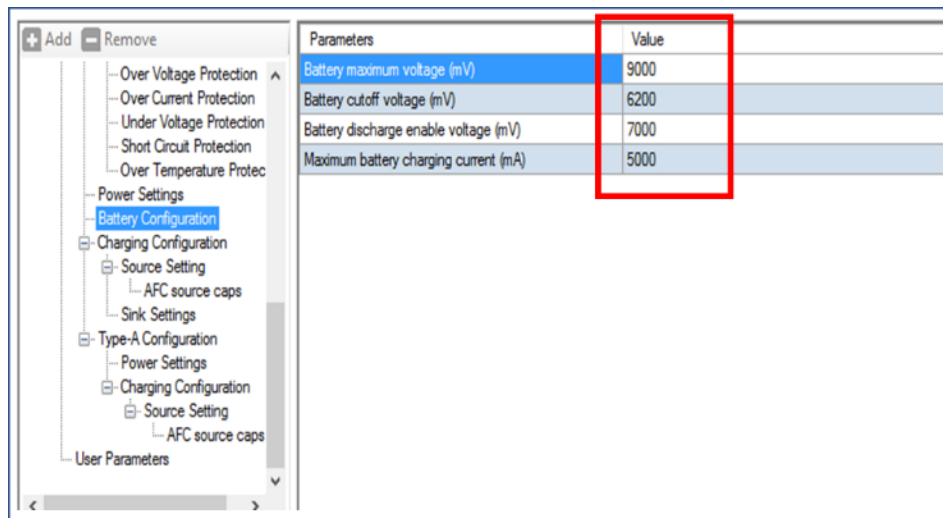 Add Remove
Over Voltage Protection
Over Current Protection
Under Voltage Protection
Short Circuit Protection
Over Temperature Protec
Power Settings
Battery Configuration
Charging Configuration
Source Setting
AFC source caps
Sink Settings
Type-A Configuration
Power Settings
Charging Configuration
Source Setting
AFC source caps
User Parameters
Parameters Value
Battery maximum voltage (mV) 9000
Battery cutoff voltage (mV) 6200
Battery discharge enable voltage (mV) 7000
Maximum battery charging current (mA) 5000